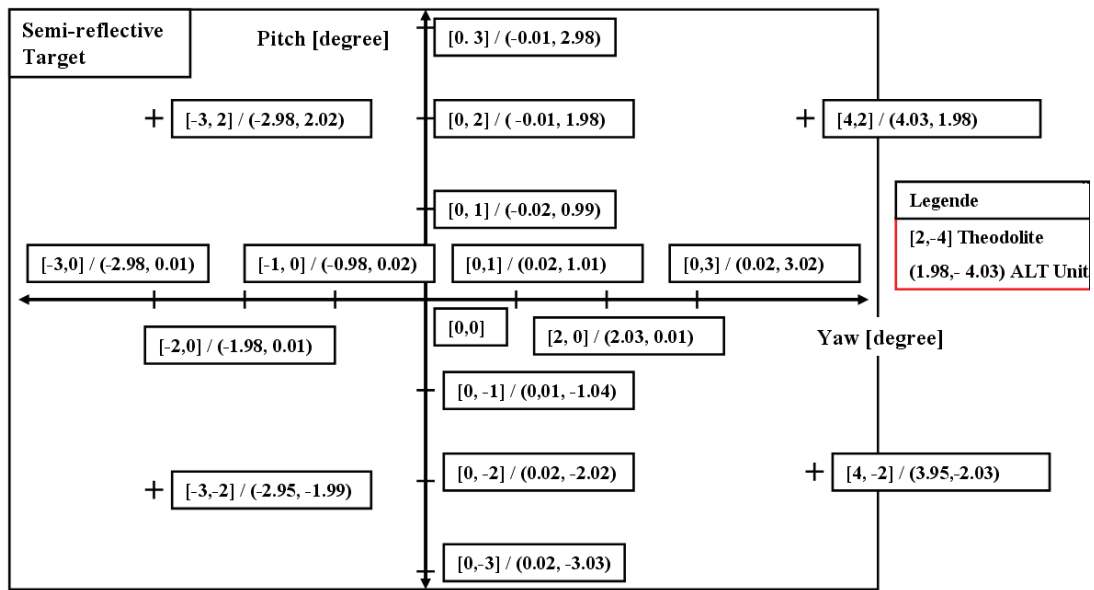 Semi-reflective
Target
Pitch [degree]
[0. 3] / (-0.01, 2.98)
[-3, 2] / (-2.98, 2.02)
[0, 2] / ( -0.01, 1.98)
[4,2] / (4.03, 1.98)
[0, 1] / (-0.02, 0.99)
Legende
[2,-4] Theodolite
(1.98,- 4.03) ALT Unit
[-3,0] / (-2.98, 0.01)
[-1, 0] / (-0.98, 0.02)
[0,1] / (0.02, 1.01)
[0,3] / (0.02, 3.02)
[-2,0] / (-1.98, 0.01)
[0,0]
[2, 0] / (2.03, 0.01)
Yaw [degree]
[0, -1] / (0,01, -1.04)
[-3,-2] / (-2.95, -1.99)
[0, -2] / (0.02, -2.02)
[4, -2] / (3.95,-2.03)
[0,-3] / (0.02, -3.03)